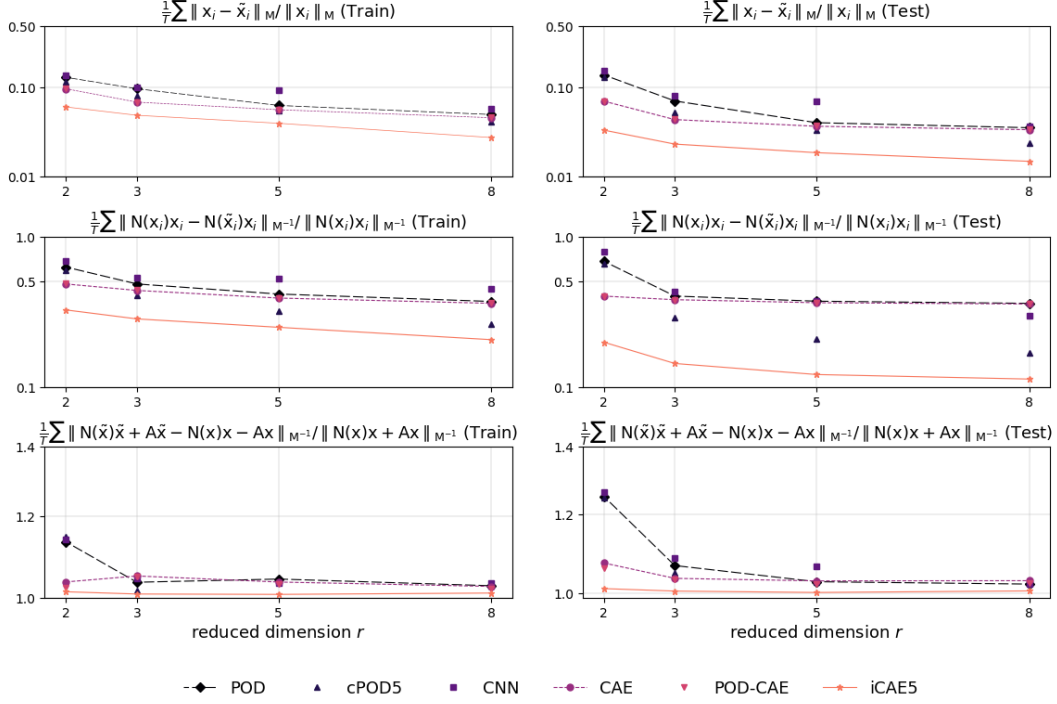 1/T ∑ ‖ x_i − x̃_i ‖_M / ‖ x_i ‖_M (Train)
0.50
0.10
0.01
2 3 5 8
1/T ∑ ‖ x_i − x̃_i ‖_M / ‖ x_i ‖_M (Test)
0.50
0.10
0.01
2 3 5 8
1/T ∑ ‖ N(x_i)x_i − N(x̃_i)x_i ‖_M⁻¹ / ‖ N(x_i)x_i ‖_M⁻¹ (Train)
1.0
0.5
0.1
2 3 5 8
1/T ∑ ‖ N(x_i)x_i − N(x̃_i)x_i ‖_M⁻¹ / ‖ N(x_i)x_i ‖_M⁻¹ (Test)
1.0
0.5
0.1
2 3 5 8
1/T ∑ ‖ N(x̃)x̃ + Ax̃ − N(x)x − Ax ‖_M⁻¹ / ‖ N(x)x + Ax ‖_M⁻¹ (Train)
1.4
1.2
1.0
2 3 5 8
reduced dimension r
1/T ∑ ‖ N(x̃)x̃ + Ax̃ − N(x)x − Ax ‖_M⁻¹ / ‖ N(x)x + Ax ‖_M⁻¹ (Test)
1.4
1.2
1.0
2 3 5 8
reduced dimension r
POD cPOD5 CNN CAE POD-CAE iCAE5